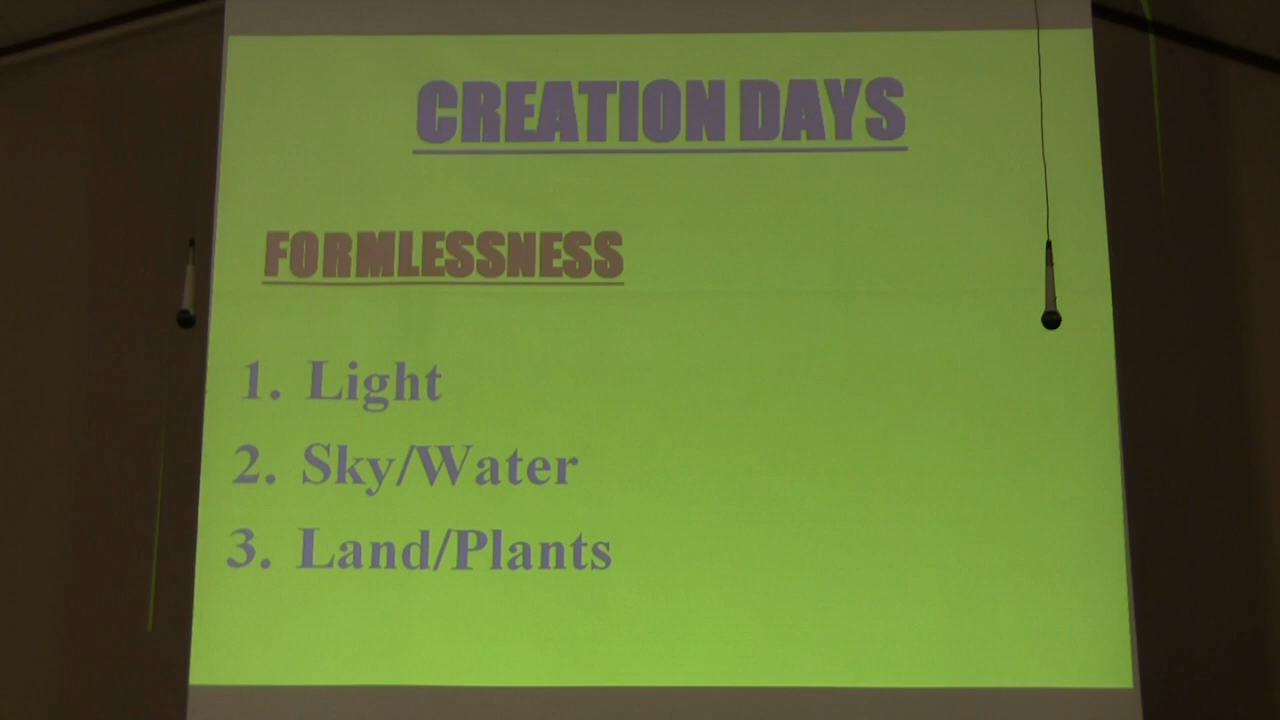 CREATION DAYS
FORMLESSNESS
1. Light
2. Sky/Water
3. Land/Plants